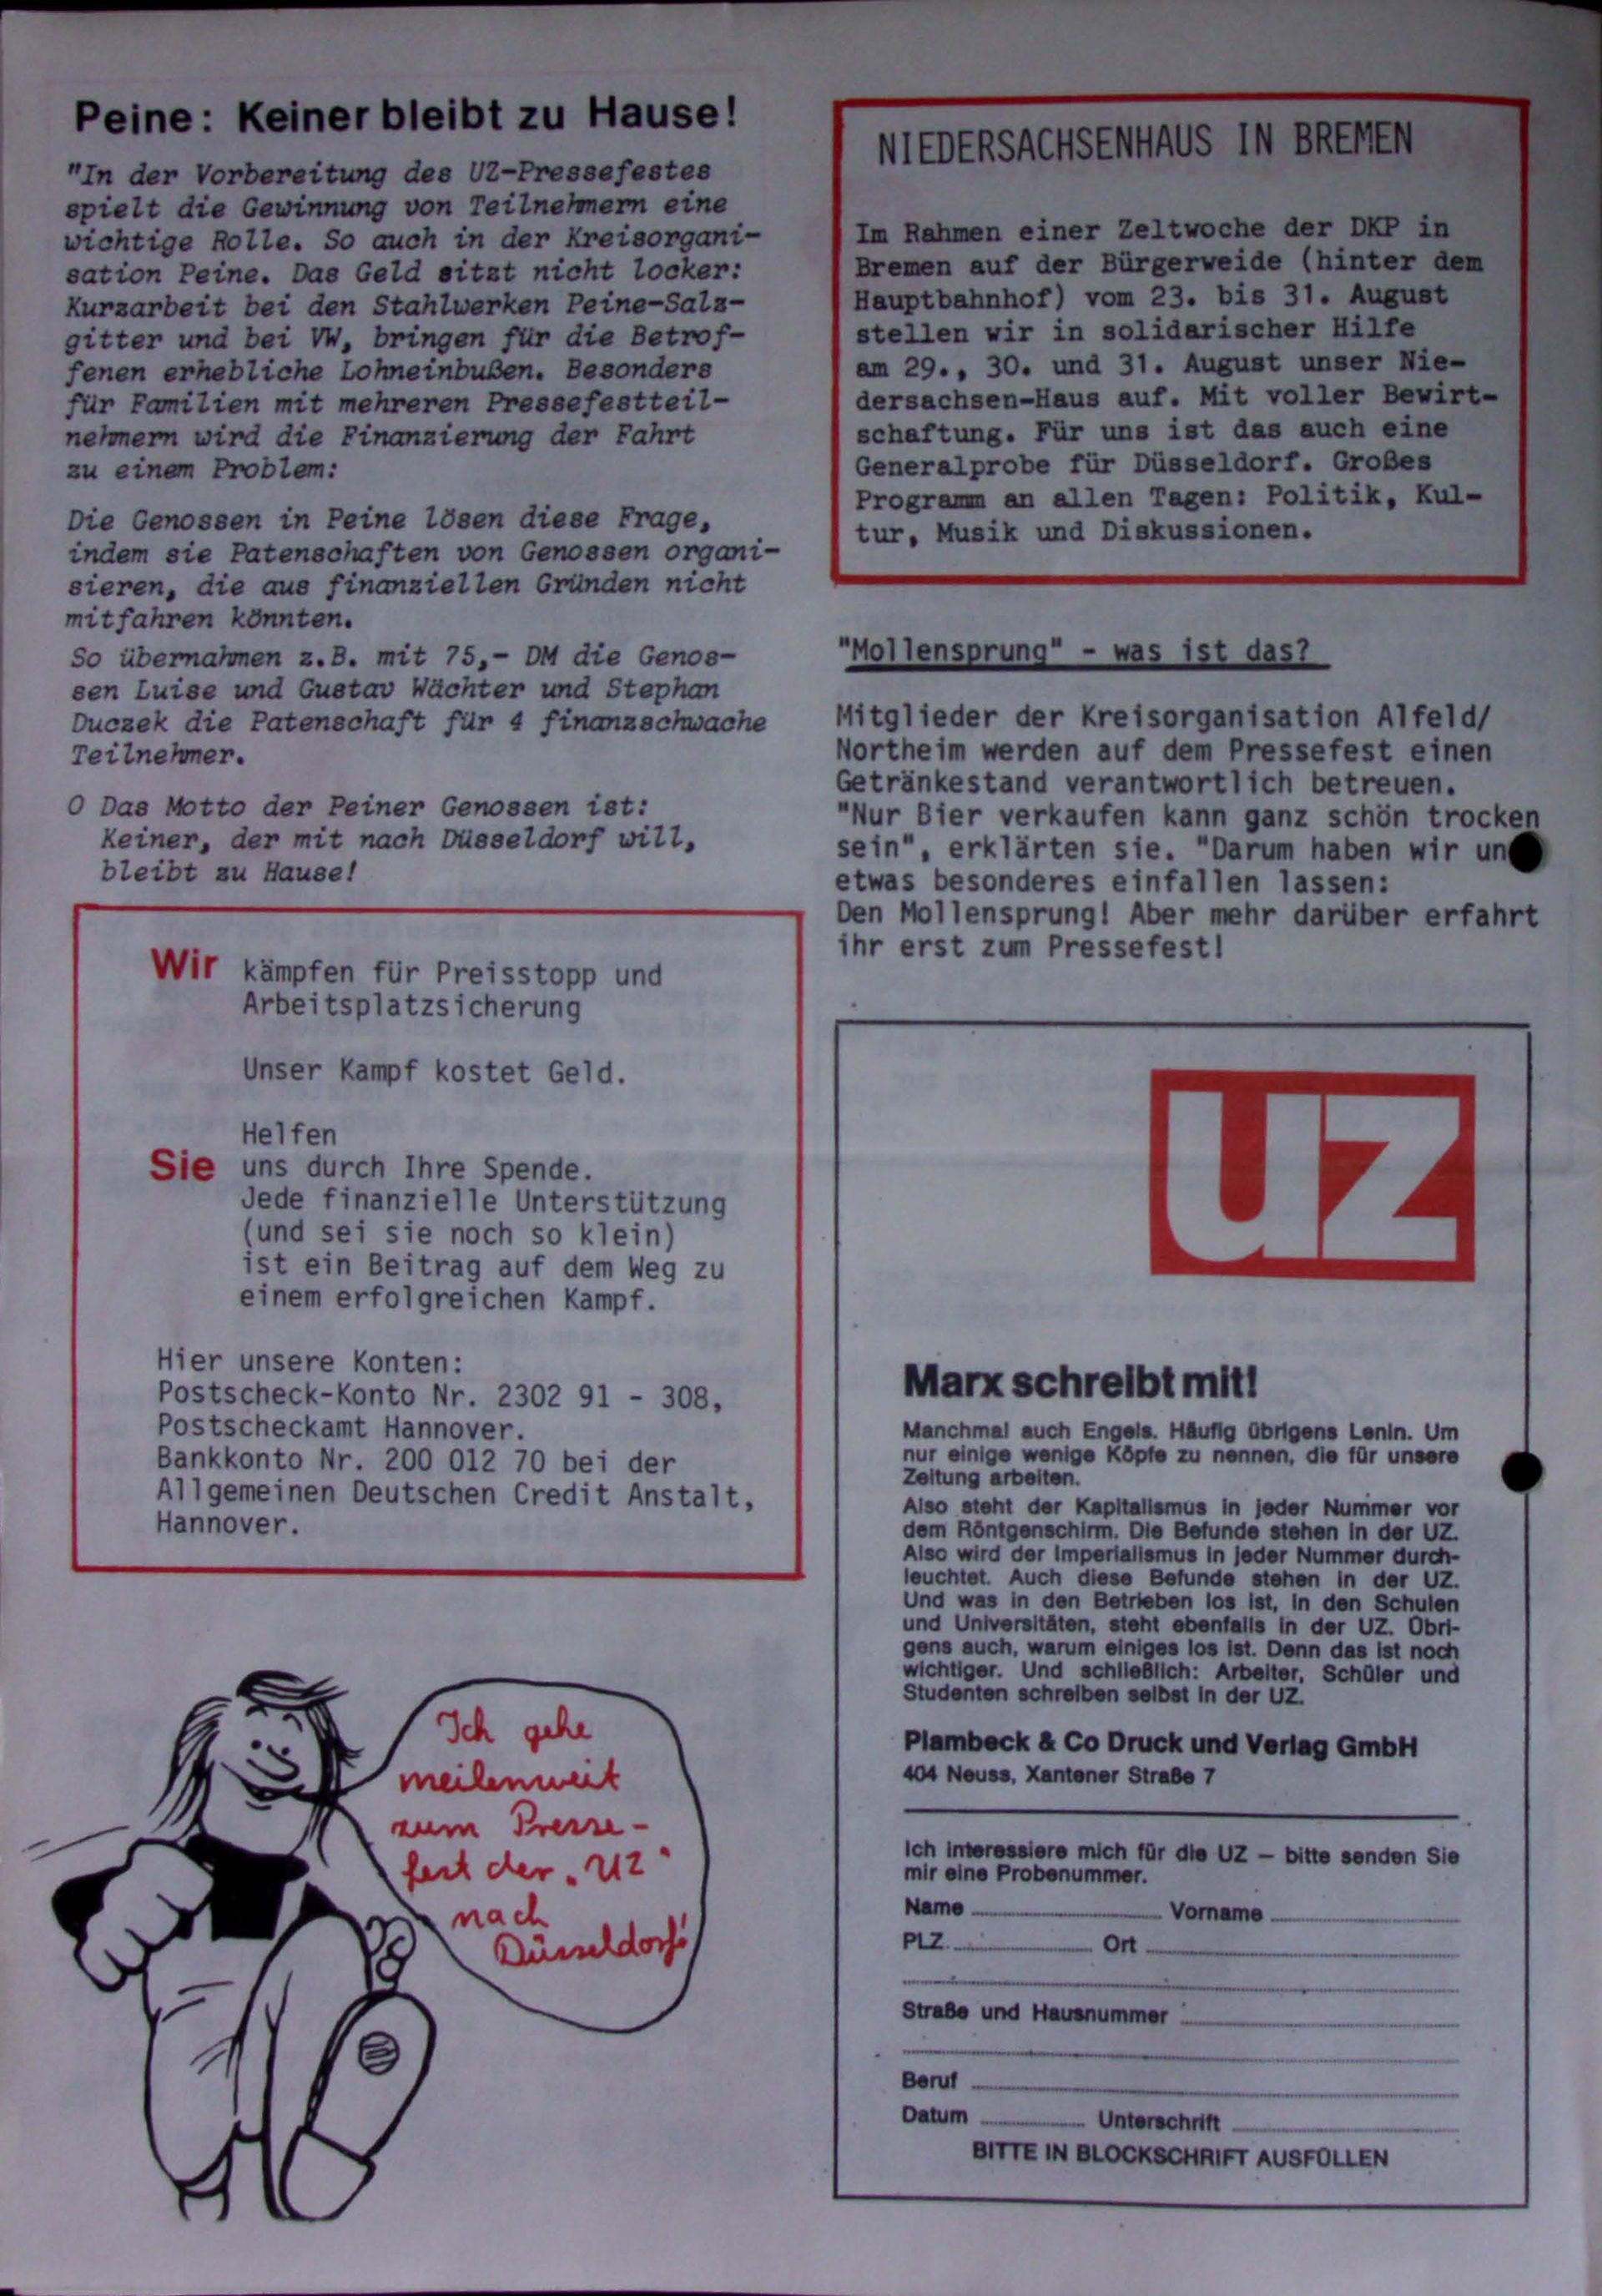 Peine: Keiner bleibt zu Hause!
"In der Vorbereitung des UZ-Pressefestes
spielt die Gewinnung von Teilnehmern eine
wichtige Rolle. So auch in der Kreisorgani-
sation Peine. Das Geld sitzt nicht locker:
Kurzarbeit bei den Stahlwerken Peine-Salz-
gitter und bei VW, bringen für die Betrof-
fenen erhebliche Lohneinbußen. Besonders
für Familien mit mehreren Pressefestteil-
nehmern wird die Finanzierung der Fahrt
zu einem Problem:
Die Genossen in Peine lösen diese Frage,
indem sie Patenschaften von Genossen organi-
sieren, die aus finanziellen Gründen nicht
mitfahren könnten.
So übernahmen z.B. mit 75,- DM die Genos-
sen Luise und Gustav Wächter und Stephan
Duczek die Patenschaft für 4 finanzschwache
Teilnehmer.
O Das Motto der Peiner Genossen ist:
Keiner, der mit nach Düsseldorf will,
bleibt zu Hause!
Wir kämpfen für Preisstopp und
Arbeitsplatzsicherung
Unser Kampf kostet Geld.
Helfen
Sie uns durch Ihre Spende.
Jede finanzielle Unterstützung
(und sei sie noch so klein)
ist ein Beitrag auf dem Weg zu
einem erfolgreichen Kampf.
Hier unsere Konten:
Postscheck-Konto Nr. 2302 91 - 308,
Postscheckamt Hannover.
Bankkonto Nr. 200 012 70 bei der
Allgemeinen Deutschen Credit Anstalt,
Hannover.
Ich gehe
meilenweit
zum Presse-
fest der „UZ"
nach
Düsseldorf!
NIEDERSACHSENHAUS IN BREMEN
Im Rahmen einer Zeltwoche der DKP in
Bremen auf der Bürgerweide (hinter dem
Hauptbahnhof) vom 23. bis 31. August
stellen wir in solidarischer Hilfe
am 29., 30. und 31. August unser Nie-
dersachsen-Haus auf. Mit voller Bewirt-
schaftung. Für uns ist das auch eine
Generalprobe für Düsseldorf. Großes
Programm an allen Tagen: Politik, Kul-
tur, Musik und Diskussionen.
"Mollensprung" - was ist das?
Mitglieder der Kreisorganisation Alfeld/
Northeim werden auf dem Pressefest einen
Getränkestand verantwortlich betreuen.
"Nur Bier verkaufen kann ganz schön trocken
sein", erklärten sie. "Darum haben wir un
etwas besonderes einfallen lassen:
Den Mollensprung! Aber mehr darüber erfahrt
ihr erst zum Pressefest!
UZ
Marx schreibt mit!
Manchmal auch Engels. Häufig übrigens Lenin. Um
nur einige wenige Köpfe zu nennen, die für unsere
Zeitung arbeiten.
Also steht der Kapitalismus in jeder Nummer vor
dem Röntgenschirm. Die Befunde stehen in der UZ.
Also wird der Imperialismus in jeder Nummer durch-
leuchtet. Auch diese Befunde stehen in der UZ.
Und was in den Betrieben los ist, in den Schulen
und Universitäten, steht ebenfalls in der UZ. Übri-
gens auch, warum einiges los ist. Denn das ist noch
wichtiger. Und schließlich: Arbeiter, Schüler und
Studenten schreiben selbst in der UZ.
Plambeck & Co Druck und Verlag GmbH
404 Neuss, Xantener Straße 7
Ich interessiere mich für die UZ – bitte senden Sie
mir eine Probenummer.
Name Vorname
PLZ Ort
Straße und Hausnummer
Beruf
Datum Unterschrift
BITTE IN BLOCKSCHRIFT AUSFÜLLEN